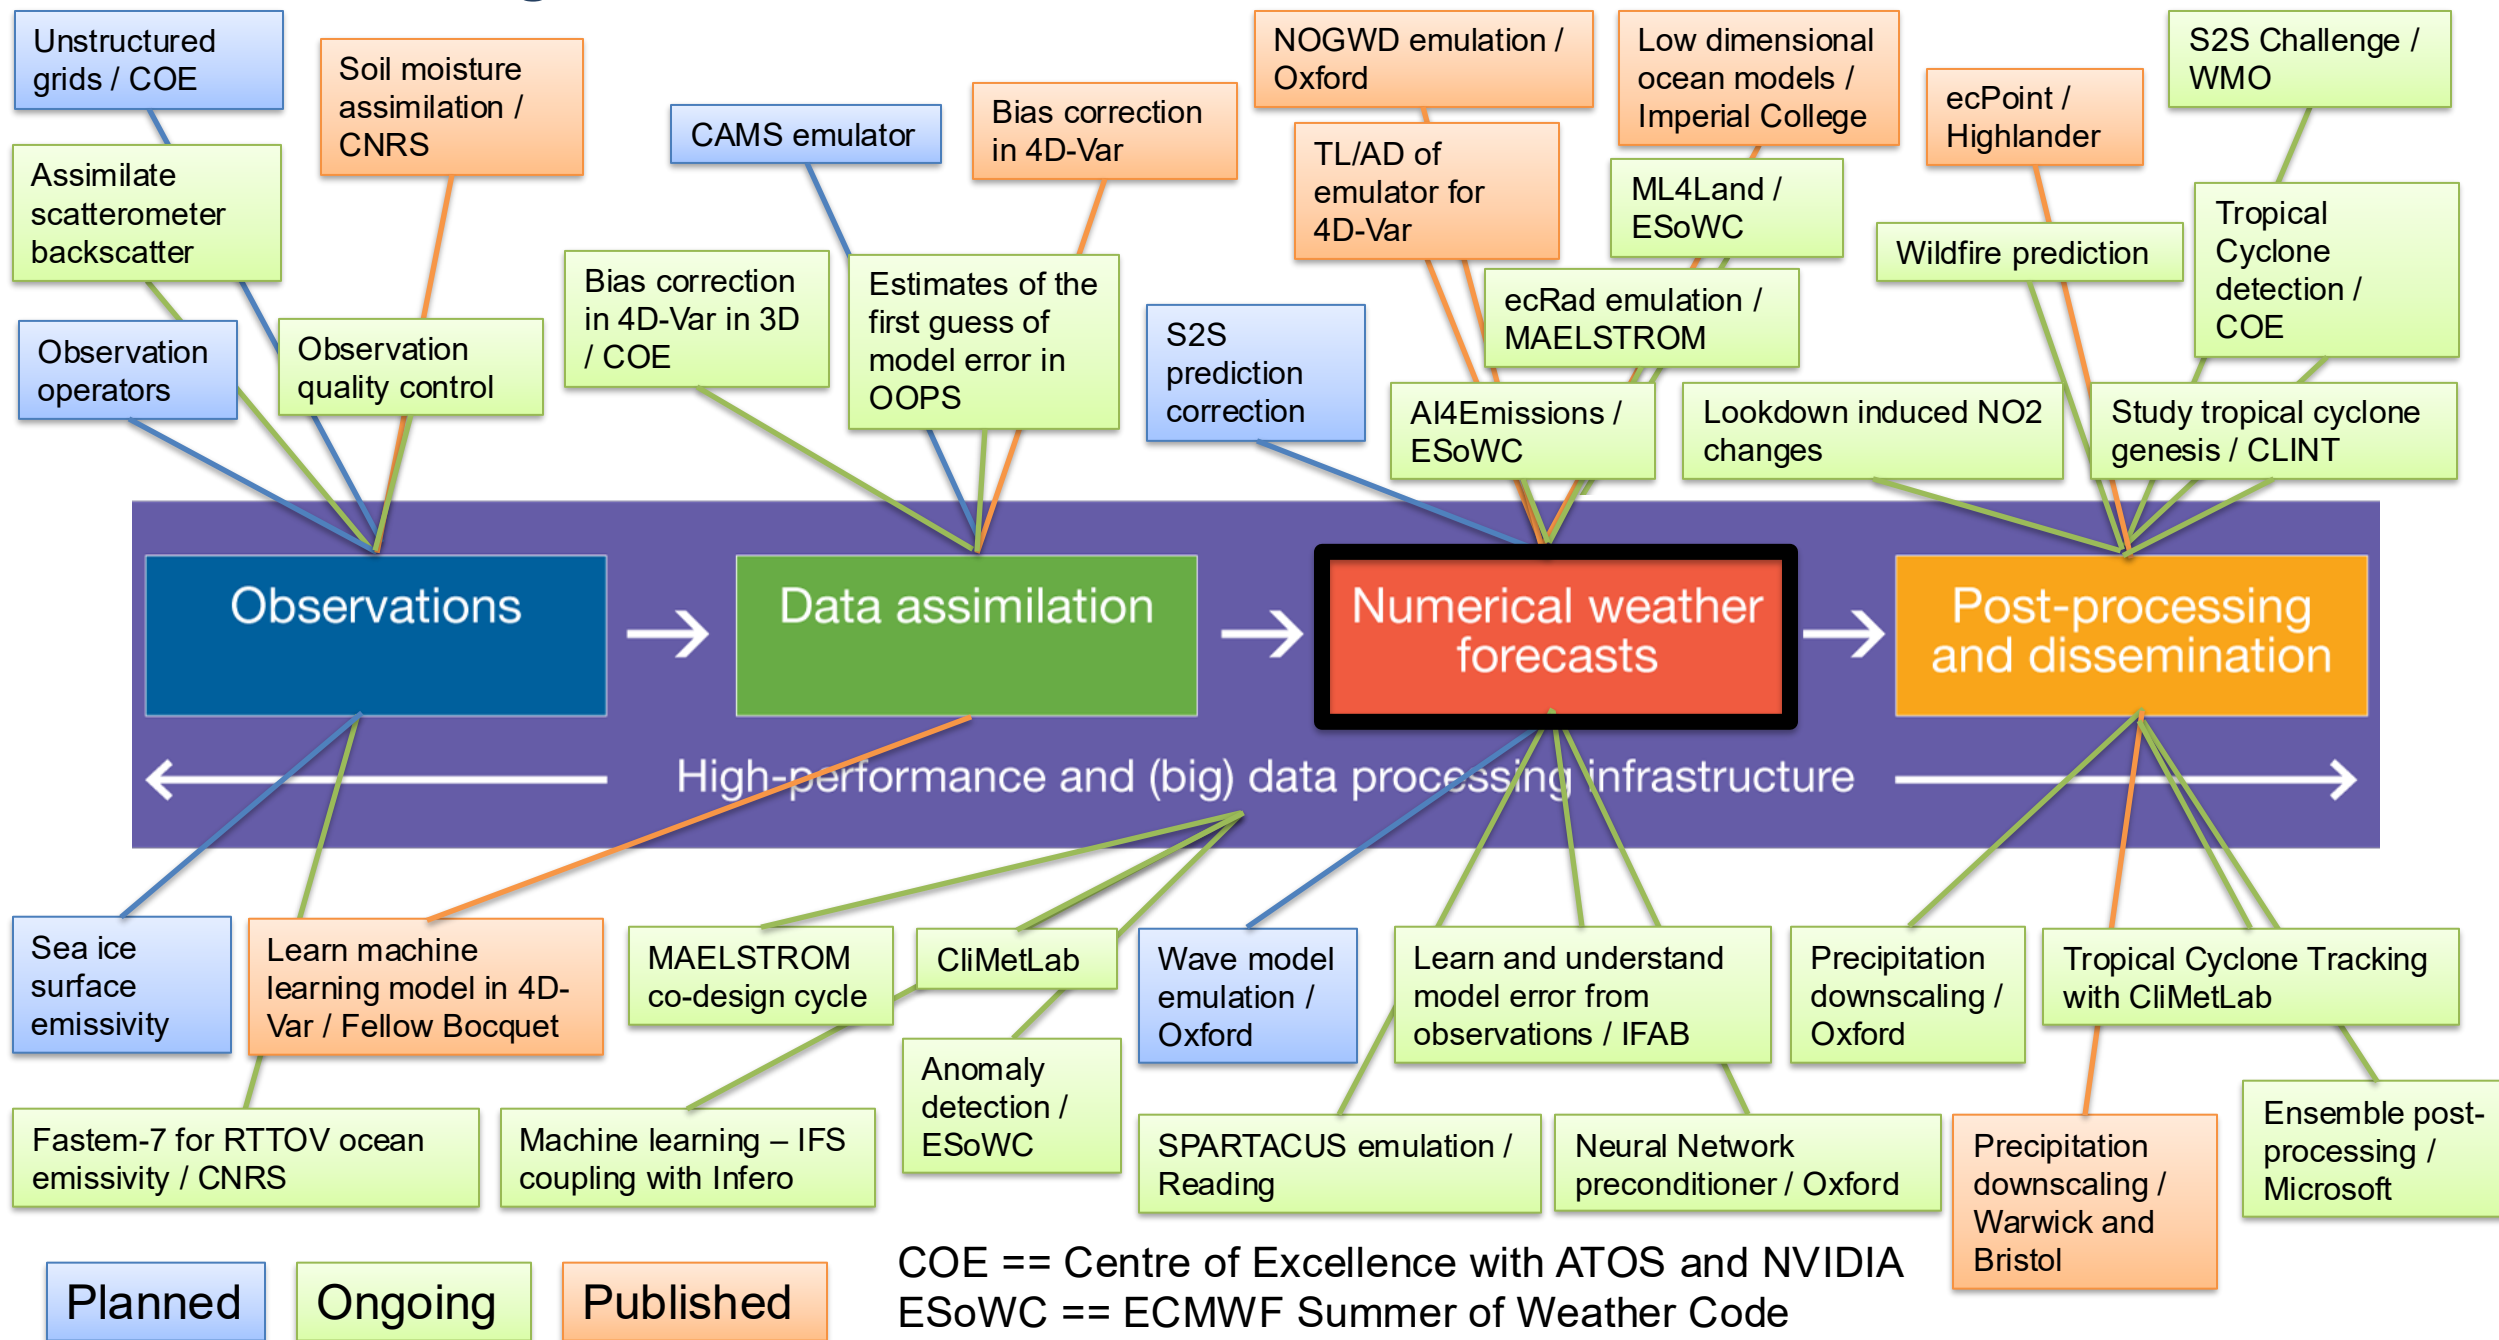 Unstructured
grids / COE
Soil moisture
assimilation /
CNRS
Assimilate
scatterometer
backscatter
Observation
operators
Observation
quality control
CAMS emulator
Bias correction
in 4D-Var
Bias correction
in 4D-Var in 3D
/ COE
Estimates of the
first guess of
model error in
OOPS
NOGWD emulation /
Oxford
Low dimensional
ocean models /
Imperial College
TL/AD of
emulator for
4D-Var
ML4Land /
ESoWC
ecRad emulation /
MAELSTROM
S2S
prediction
correction
AI4Emissions /
ESoWC
ecPoint /
Highlander
S2S Challenge /
WMO
Wildfire prediction
Tropical
Cyclone
detection /
COE
Lookdown induced NO2
changes
Study tropical cyclone
genesis / CLINT
Observations
Data assimilation
Numerical weather
forecasts
Post-processing
and dissemination
High-performance and (big) data processing infrastructure
Sea ice
surface
emissivity
Learn machine
learning model in 4D-
Var / Fellow Bocquet
MAELSTROM
co-design cycle
CliMetLab
Wave model
emulation /
Oxford
Learn and understand
model error from
observations / IFAB
Precipitation
downscaling /
Oxford
Tropical Cyclone Tracking
with CliMetLab
Fastem-7 for RTTOV ocean
emissivity / CNRS
Machine learning – IFS
coupling with Infero
Anomaly
detection /
ESoWC
SPARTACUS emulation /
Reading
Neural Network
preconditioner / Oxford
Precipitation
downscaling /
Warwick and
Bristol
Ensemble post-
processing /
Microsoft
Planned
Ongoing
Published
COE == Centre of Excellence with ATOS and NVIDIA
ESoWC == ECMWF Summer of Weather Code